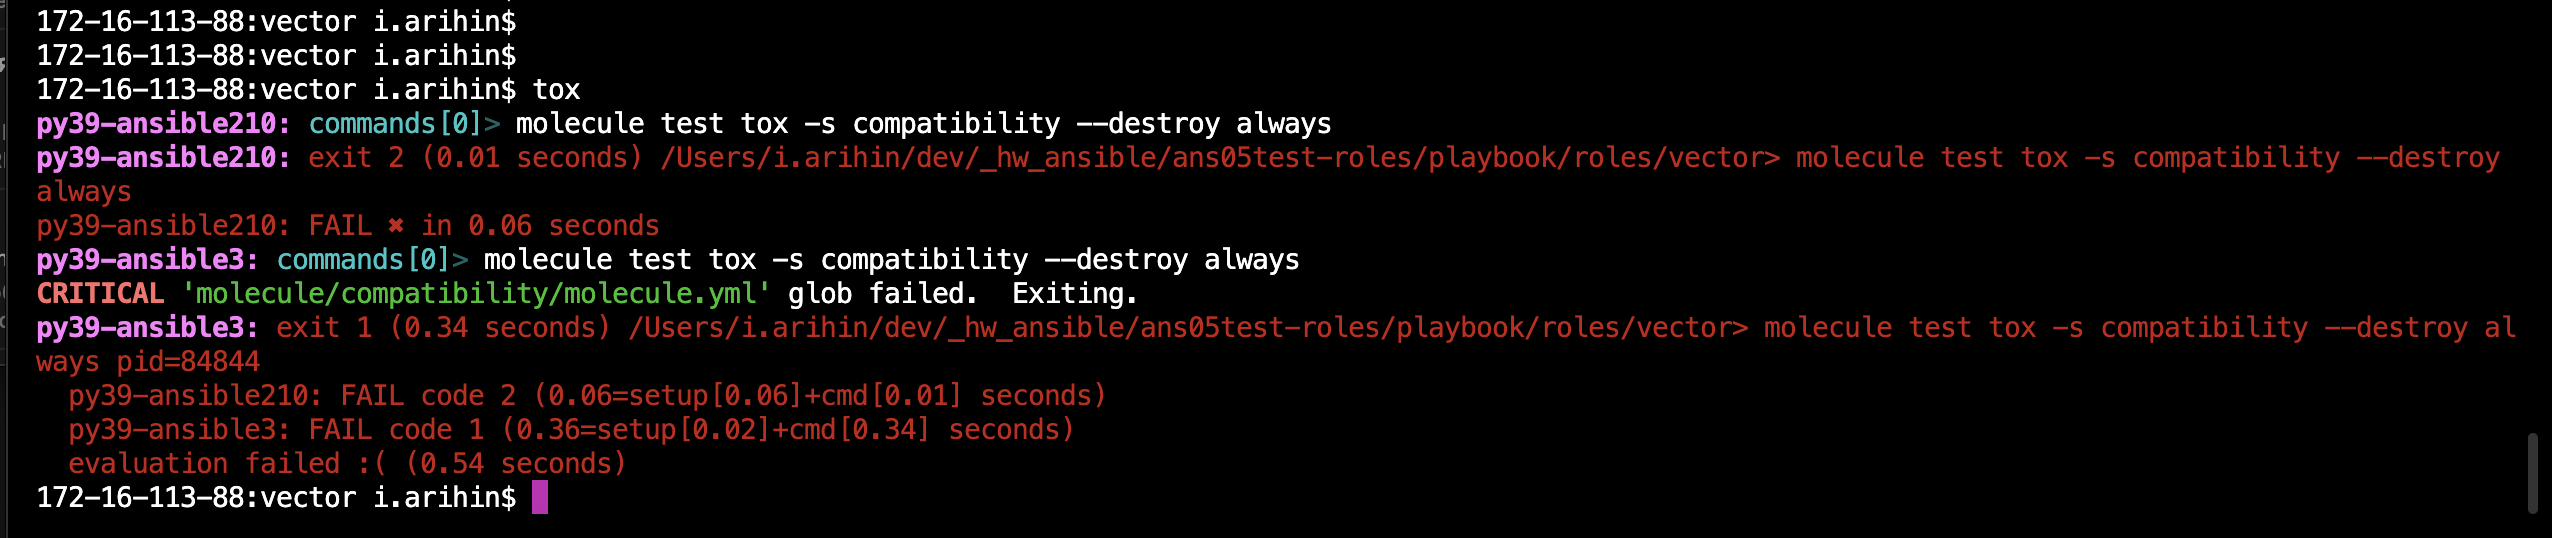 172-16-113-88:vector i.arihin$
172-16-113-88:vector i.arihin$
172-16-113-88:vector i.arihin$ tox
py39-ansible210: commands[0]> molecule test tox -s compatibility --destroy always
py39-ansible210: exit 2 (0.01 seconds) /Users/i.arihin/dev/_hw_ansible/ans05test-roles/playbook/roles/vector> molecule test tox -s compatibility --destroy
always
py39-ansible210: FAIL ✖ in 0.06 seconds
py39-ansible3: commands[0]> molecule test tox -s compatibility --destroy always
CRITICAL 'molecule/compatibility/molecule.yml' glob failed.  Exiting.
py39-ansible3: exit 1 (0.34 seconds) /Users/i.arihin/dev/_hw_ansible/ans05test-roles/playbook/roles/vector> molecule test tox -s compatibility --destroy al
ways pid=84844
  py39-ansible210: FAIL code 2 (0.06=setup[0.06]+cmd[0.01] seconds)
  py39-ansible3: FAIL code 1 (0.36=setup[0.02]+cmd[0.34] seconds)
  evaluation failed :( (0.54 seconds)
172-16-113-88:vector i.arihin$